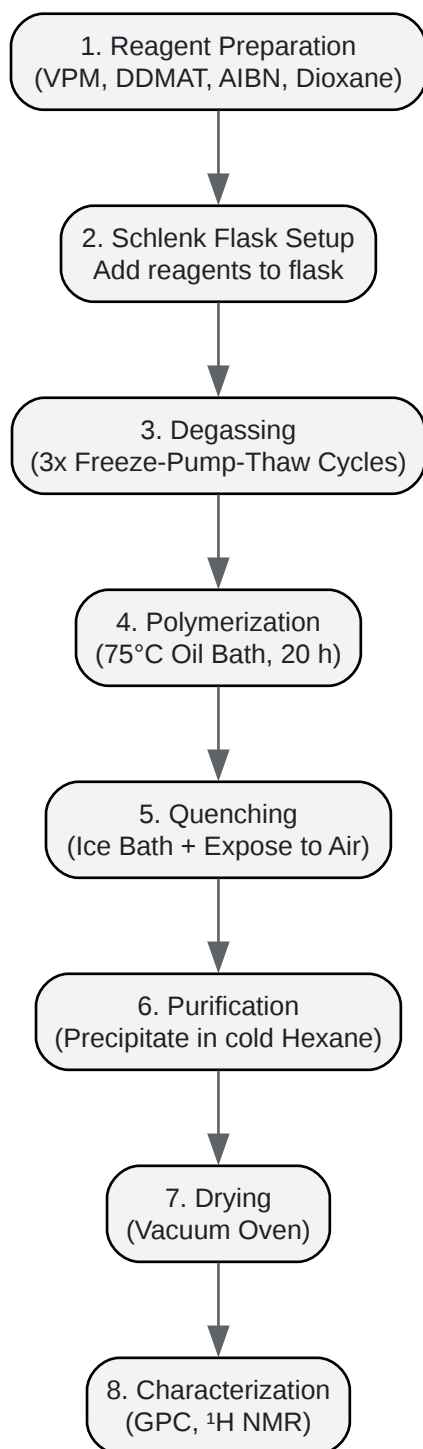 1. Reagent Preparation
(VPM, DDMAT, AIBN, Dioxane)
2. Schlenk Flask Setup
Add reagents to flask
3. Degassing
(3x Freeze-Pump-Thaw Cycles)
4. Polymerization
(75°C Oil Bath, 20 h)
5. Quenching
(Ice Bath + Expose to Air)
6. Purification
(Precipitate in cold Hexane)
7. Drying
(Vacuum Oven)
8. Characterization
(GPC, ¹H NMR)